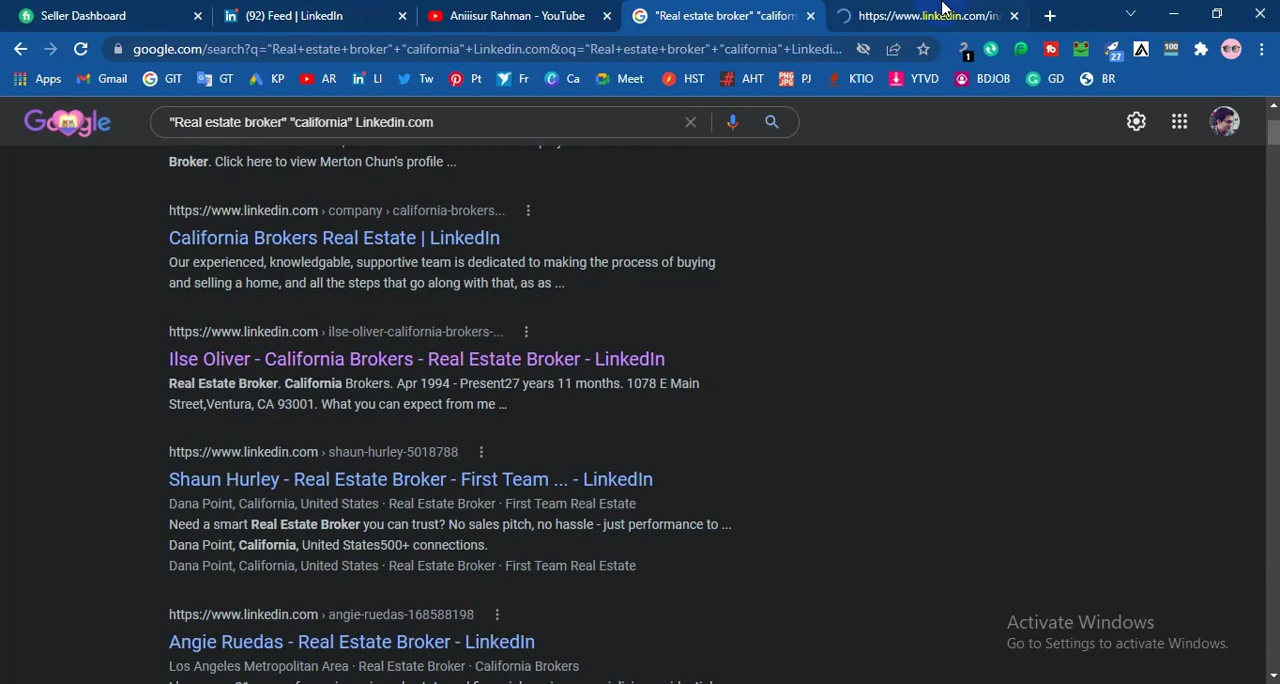 Seller Dashboard
(92) Feed | LinkedIn
Aniiisur Rahman - YouTube
"Real estate broker" "californ
https://www.linkedin.com/in/
google.com/search?q="Real+estate+broker"+"california"+Linkedin.com&oq="Real+estate+broker"+"california"+Linkedi...
1
27
100
Apps
Gmail
GIT
GT
KP
AR
LI
Tw
Pt
Fr
Ca
Meet
HST
AHT
PJ
KTIO
YTVD
BDJOB
GD
BR
Google
"Real estate broker" "california" Linkedin.com
Broker. Click here to view Merton Chun's profile ...
https://www.linkedin.com › company › california-brokers...
California Brokers Real Estate | LinkedIn
Our experienced, knowledgable, supportive team is dedicated to making the process of buying
and selling a home, and all the steps that go along with that, as as ...
https://www.linkedin.com › ilse-oliver-california-brokers-...
Ilse Oliver - California Brokers - Real Estate Broker - LinkedIn
Real Estate Broker. California Brokers. Apr 1994 - Present27 years 11 months. 1078 E Main
Street,Ventura, CA 93001. What you can expect from me ...
https://www.linkedin.com › shaun-hurley-5018788
Shaun Hurley - Real Estate Broker - First Team ... - LinkedIn
Dana Point, California, United States · Real Estate Broker · First Team Real Estate
Need a smart Real Estate Broker you can trust? No sales pitch, no hassle - just performance to ...
Dana Point, California, United States500+ connections.
Dana Point, California, United States · Real Estate Broker · First Team Real Estate
https://www.linkedin.com › angie-ruedas-168588198
Angie Ruedas - Real Estate Broker - LinkedIn
Los Angeles Metropolitan Area · Real Estate Broker · California Brokers
Activate Windows
Go to Settings to activate Windows.